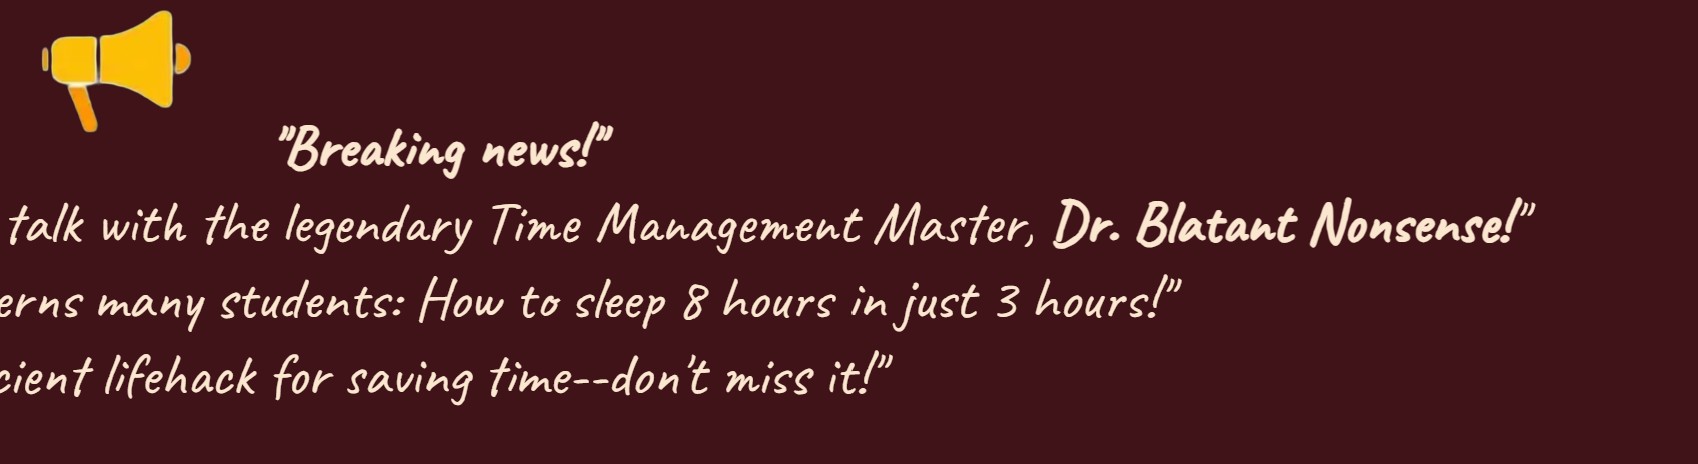 "Breaking news!"
talk with the legendary Time Management Master, Dr. Blatant Nonsense!"
erns many students: How to sleep 8 hours in just 3 hours!"
cient lifehack for saving time--don't miss it!"